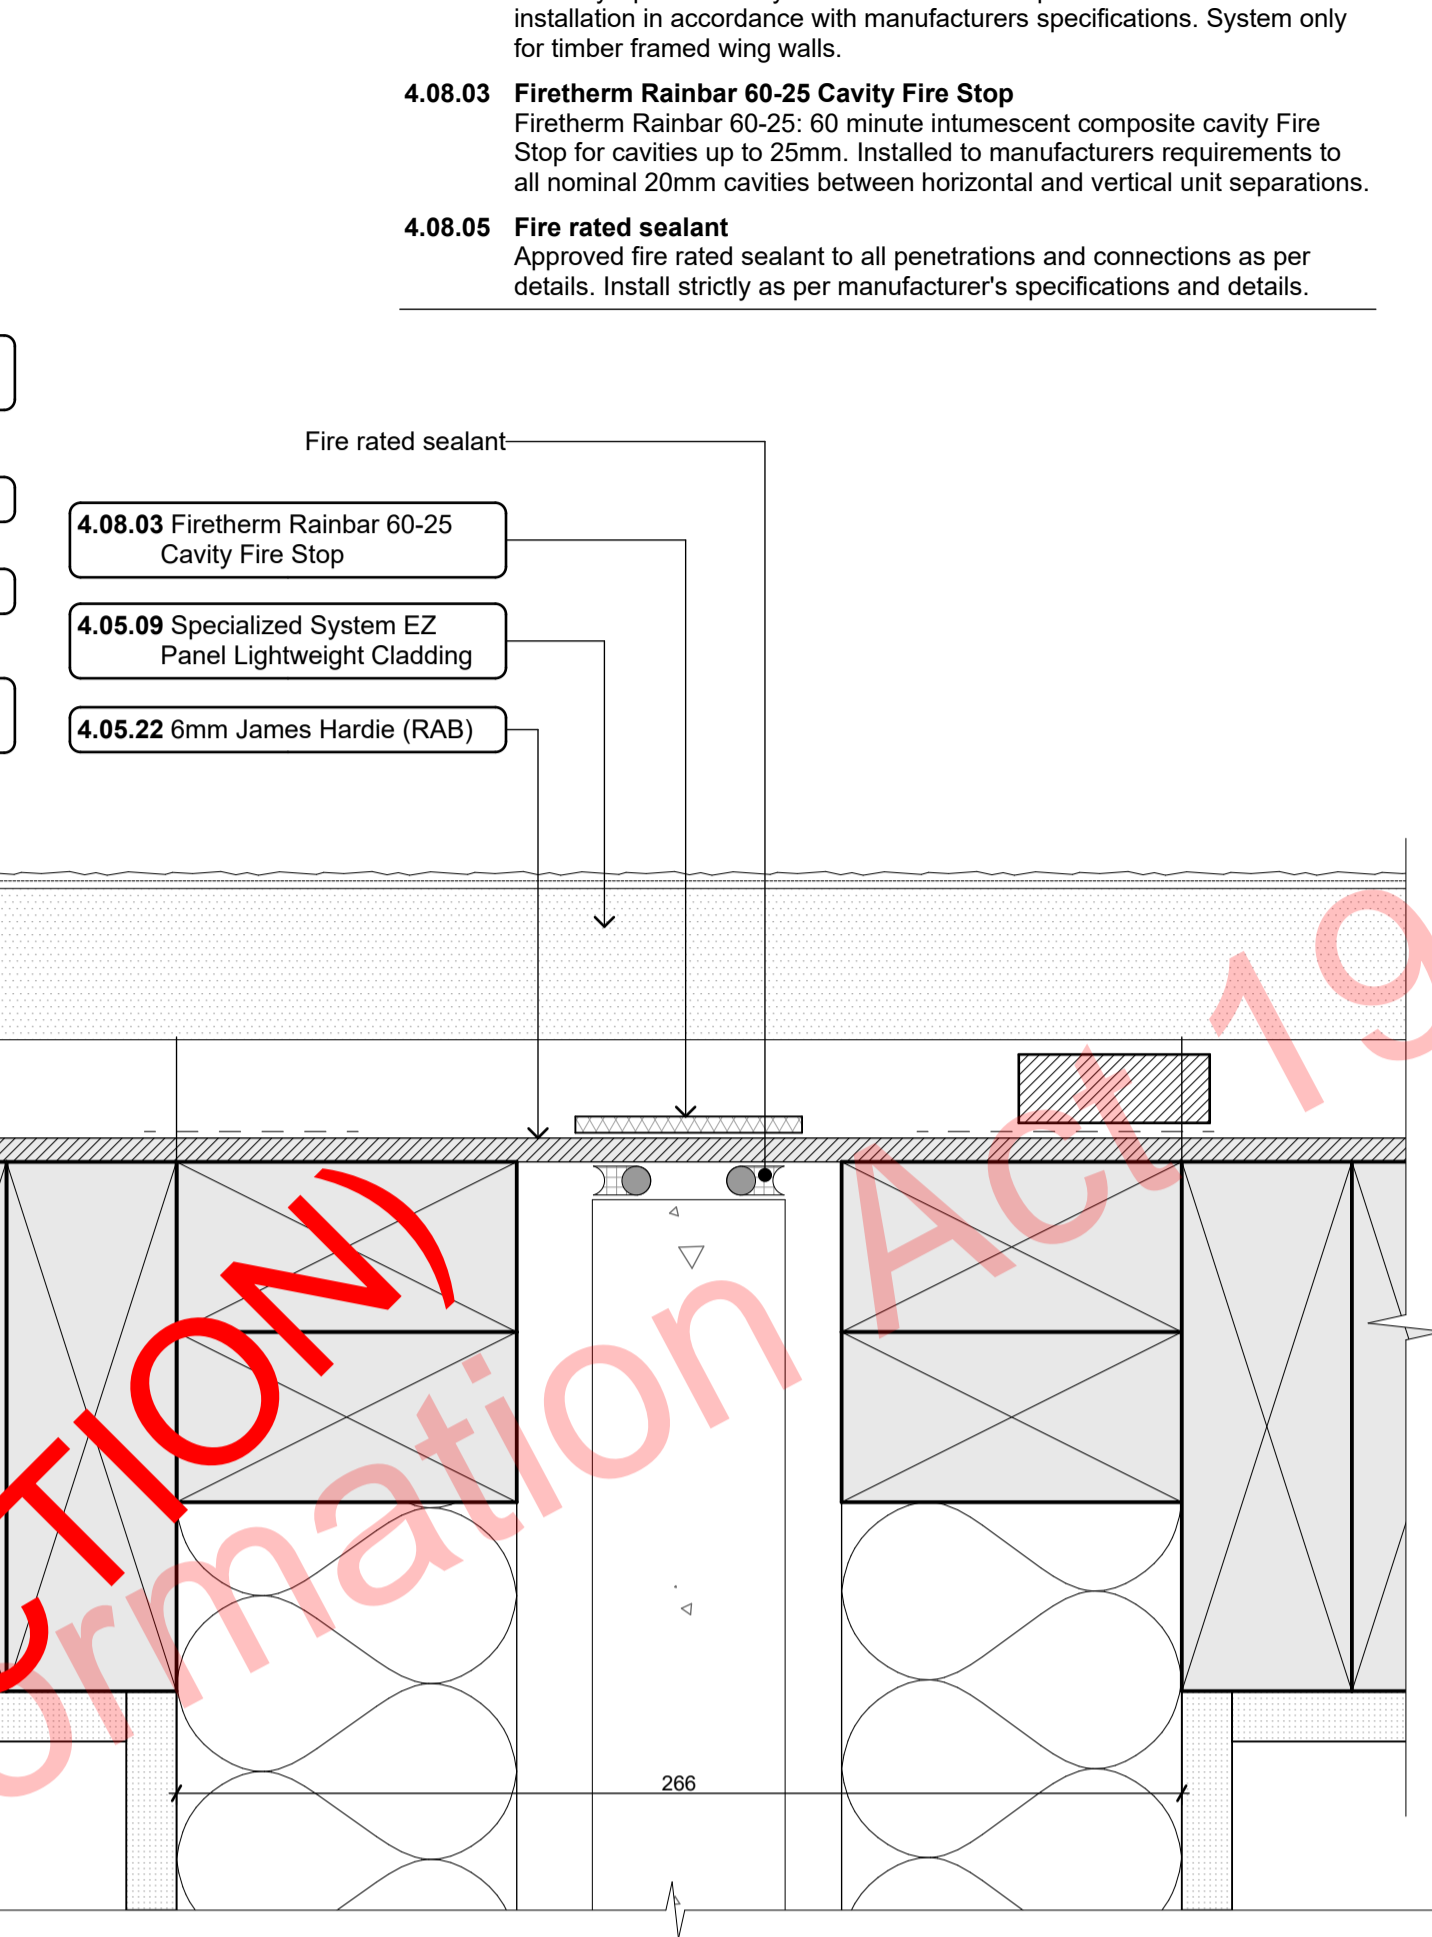 installation in accordance with manufacturers specifications. System only
for timber framed wing walls.
4.08.03 Firetherm Rainbar 60-25 Cavity Fire Stop
Firetherm Rainbar 60-25: 60 minute intumescent composite cavity Fire
Stop for cavities up to 25mm. Installed to manufacturers requirements to
all nominal 20mm cavities between horizontal and vertical unit separations.
4.08.05 Fire rated sealant
Approved fire rated sealant to all penetrations and connections as per
details. Install strictly as per manufacturer's specifications and details.
Fire rated sealant
4.08.03 Firetherm Rainbar 60-25
Cavity Fire Stop
4.05.09 Specialized System EZ
Panel Lightweight Cladding
4.05.22 6mm James Hardie (RAB)
CTION)
ormation Act 19
266